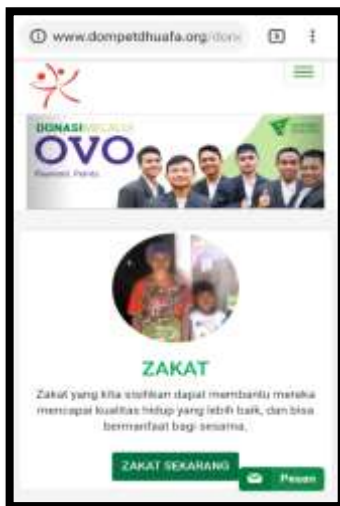 www.dompetdhuafa.org/dona
DONASI
OVO
ZAKAT
Zakat yang kita sisihkan dapat membantu mereka
mencapai kualitas hidup yang lebih baik, dan bisa
bermanfaat bagi sesama.
ZAKAT SEKARANG
Pesan